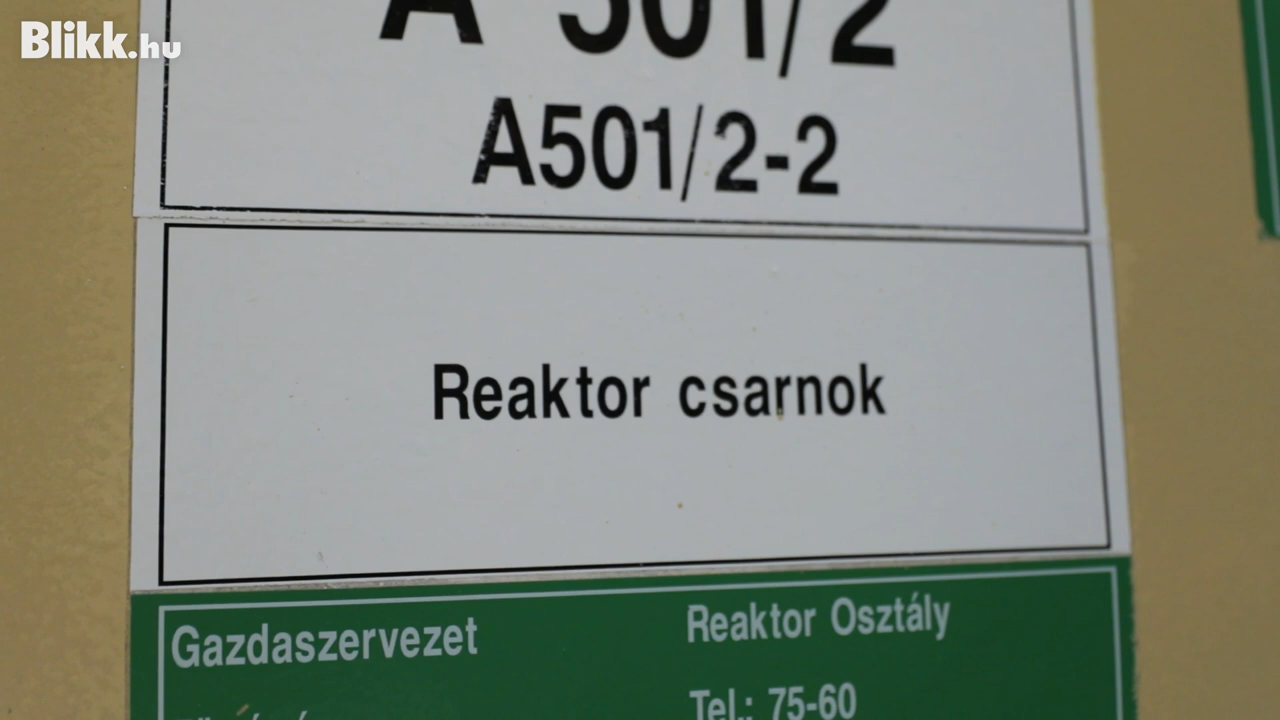 Blikk.hu
A 501/2
A501/2-2
Reaktor csarnok
Gazdaszervezet
Reaktor Osztály
Tel.: 75-60